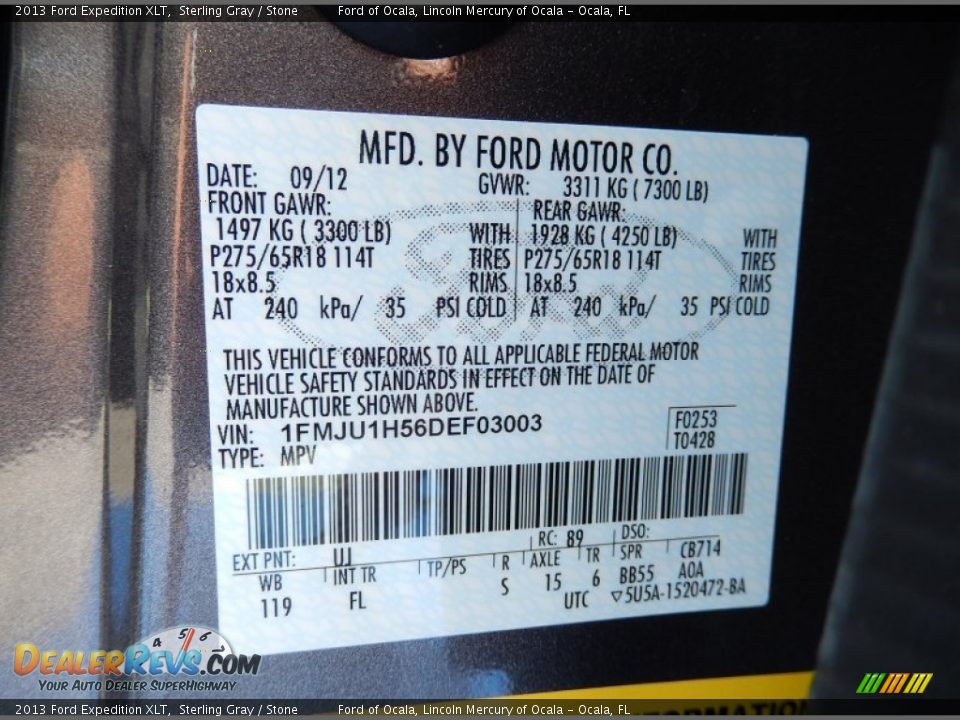 2013 Ford Expedition XLT, Sterling Gray / Stone Ford of Ocala, Lincoln Mercury of Ocala - Ocala, FL
MFD. BY FORD MOTOR CO.
DATE: 09/12 GVWR: 3311 KG ( 7300 LB)
FRONT GAWR: REAR GAWR:
1497 KG ( 3300 LB) WITH 1928 KG ( 4250 LB) WITH
P275/65R18 114T TIRES P275/65R18 114T TIRES
18x8.5 RIMS 18x8.5 RIMS
AT 240 kPa/ 35 PSI COLD AT 240 kPa/ 35 PSI COLD
Ford
THIS VEHICLE CONFORMS TO ALL APPLICABLE FEDERAL MOTOR
VEHICLE SAFETY STANDARDS IN EFFECT ON THE DATE OF
MANUFACTURE SHOWN ABOVE.
VIN: 1FMJU1H56DEF03003 F0253
TYPE: MPV T0428
EXT PNT: UJ RC: 89 DSO:
WB INT TR TP/PS R AXLE TR SPR CB714
119 FL S 15 6 BB55 A0A
UTC ▽5U5A-1520472-BA
4 5 6
DEALERREVS.COM
YOUR AUTO DEALER SUPERHIGHWAY
2013 Ford Expedition XLT, Sterling Gray / Stone Ford of Ocala, Lincoln Mercury of Ocala - Ocala, FL